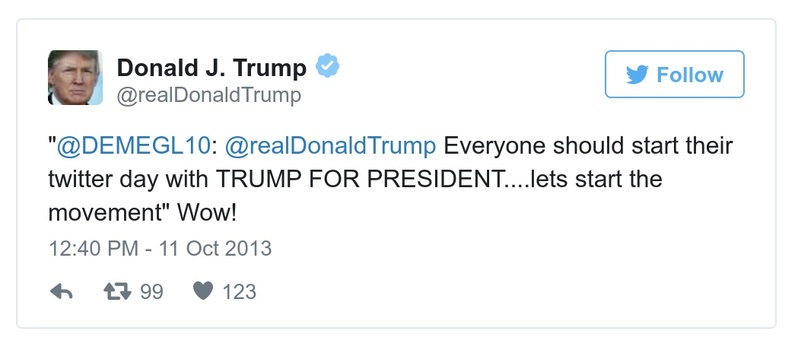 Donald J. Trump
@realDonaldTrump
Follow
"@DEMEGL10: @realDonaldTrump Everyone should start their
twitter day with TRUMP FOR PRESIDENT....lets start the
movement" Wow!
12:40 PM - 11 Oct 2013
99 123